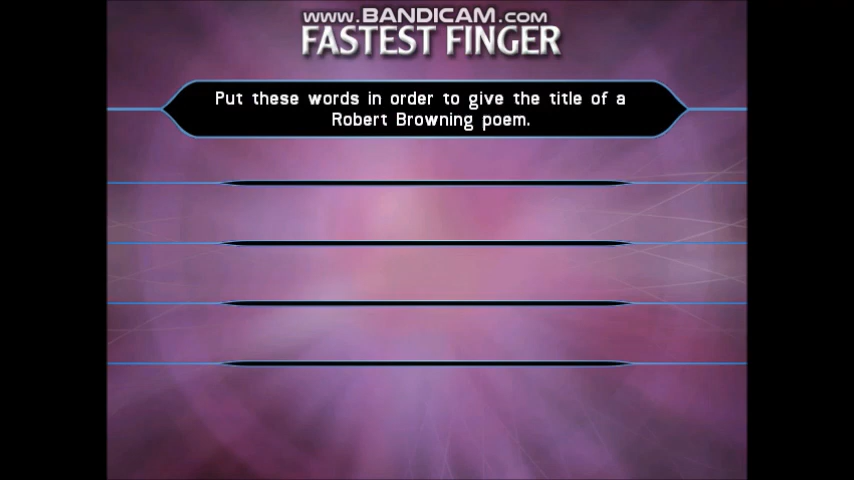 www.BANDICAM.com
FASTEST FINGER
Put these words in order to give the title of a
Robert Browning poem.